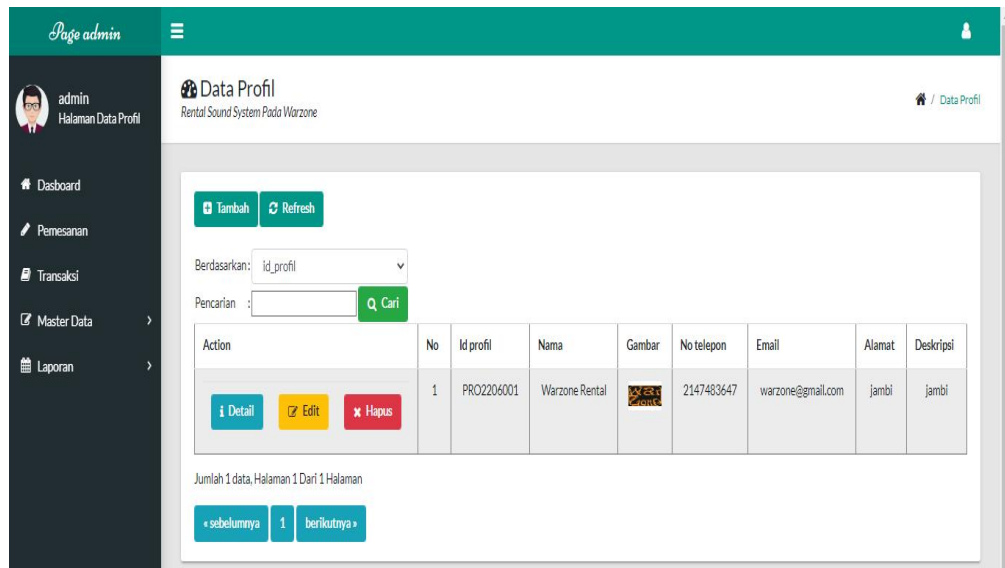 Page admin
admin
Halaman Data Profil
Dasboard
Pemesanan
Transaksi
Master Data
Laporan
Data Profil
Rental Sound System Pada Warzone
/ Data Profil
Tambah
Refresh
Berdasarkan: id_profil
Pencarian :
Cari
Action No Id profil Nama Gambar No telepon Email Alamat Deskripsi
Detail Edit Hapus 1 PRO2206001 Warzone Rental 2147483647 warzone@gmail.com jambi jambi
Jumlah 1 data, Halaman 1 Dari 1 Halaman
« sebelumnya 1 berikutnya »